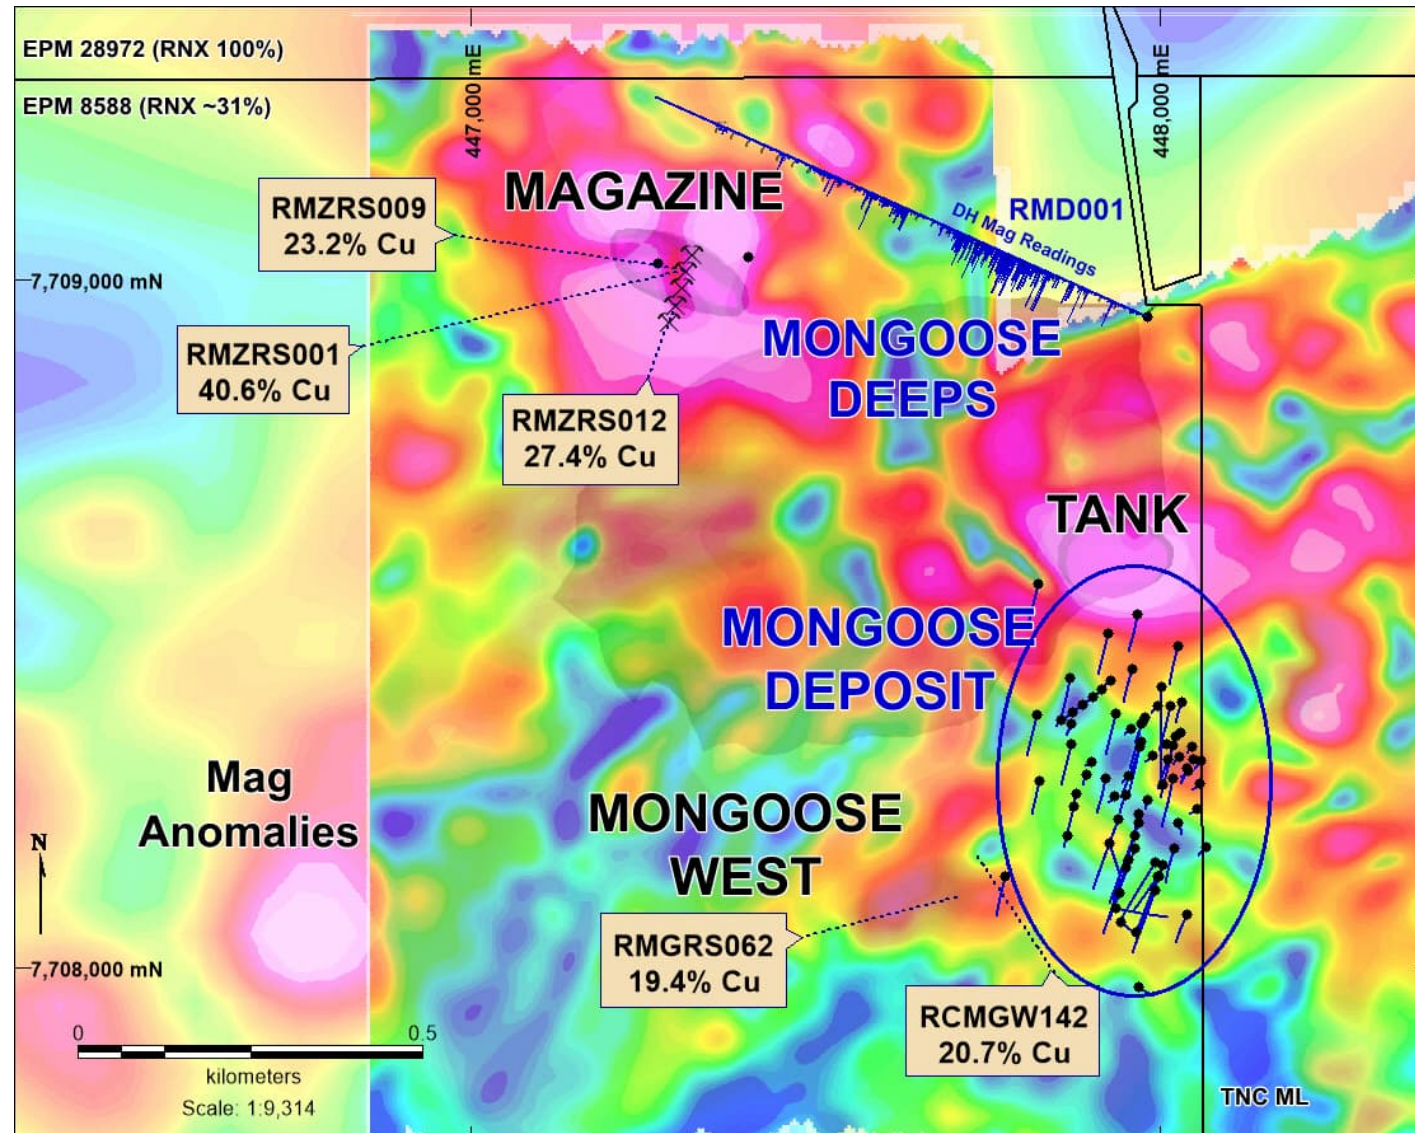 EPM 28972 (RNX 100%)
EPM 8588 (RNX ~31%)
447,000 mE
448,000 mE
MAGAZINE
RMZRS009
23.2% Cu
RMD001
DH Mag Readings
7,709,000 mN
RMZRS001
40.6% Cu
MONGOOSE
DEEPS
RMZRS012
27.4% Cu
TANK
MONGOOSE
DEPOSIT
Mag
Anomalies
MONGOOSE
WEST
N
RMGRS062
19.4% Cu
7,708,000 mN
RCMGW142
20.7% Cu
0 0.5
kilometers
Scale: 1:9,314
TNC ML